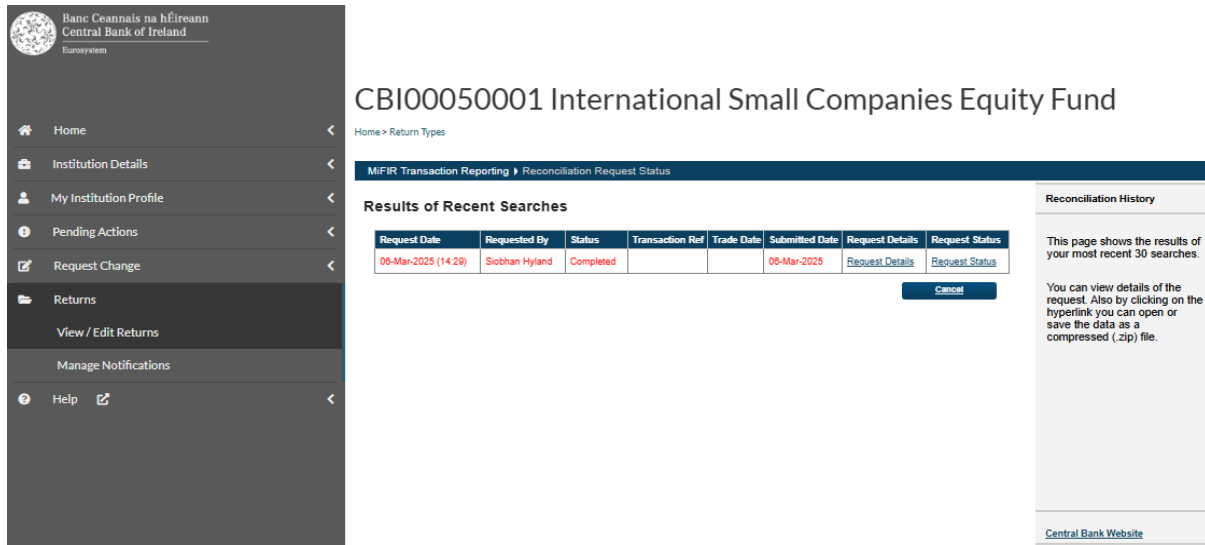 Banc Ceannais na hÉireann
Central Bank of Ireland
Eurosystem
Home
Institution Details
My Institution Profile
Pending Actions
Request Change
Returns
View / Edit Returns
Manage Notifications
Help
CBI00050001 International Small Companies Equity Fund
Home > Return Types
MiFIR Transaction Reporting Reconciliation Request Status
Results of Recent Searches
Request Date Requested By Status Transaction Ref Trade Date Submitted Date Request Details Request Status
06-Mar-2025 (14:29) Siobhan Hyland Completed 06-Mar-2025 Request Details Request Status
Cancel
Reconciliation History
This page shows the results of
your most recent 30 searches.
You can view details of the
request. Also by clicking on the
hyperlink you can open or
save the data as a
compressed (.zip) file.
Central Bank Website